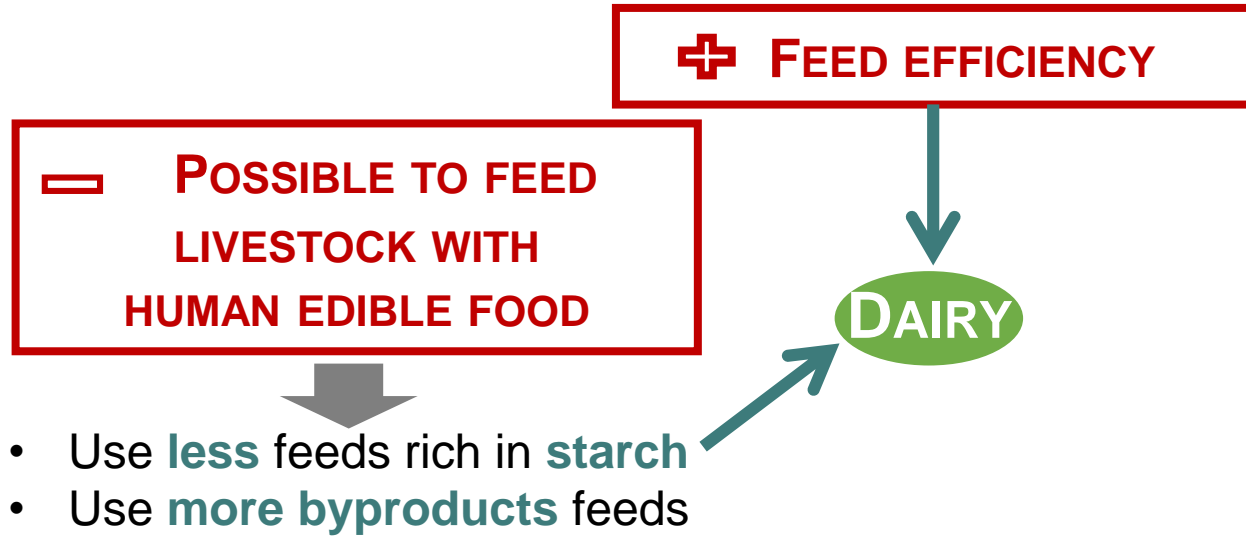 FEED EFFICIENCY
POSSIBLE TO FEED
LIVESTOCK WITH
HUMAN EDIBLE FOOD
DAIRY
• Use less feeds rich in starch
• Use more byproducts feeds